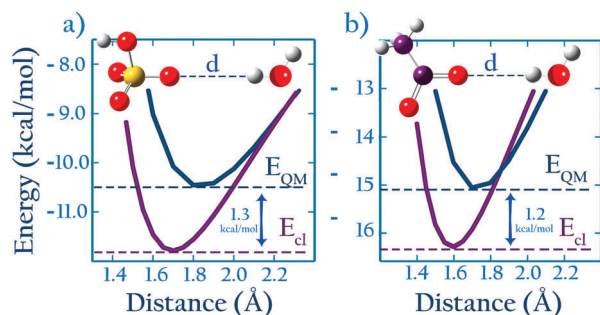 a)
b)
Energy (kcal/mol)
-8.0
-9.0
-10.0
-11.0
d
E_QM
1.3
kcal/mol
E_cl
1.4 1.6 1.8 2.0 2.2
Distance (Å)
13
14
15
16
d
E_QM
1.2
kcal/mol
E_cl
1.4 1.6 1.8 2.0 2.2
Distance (Å)